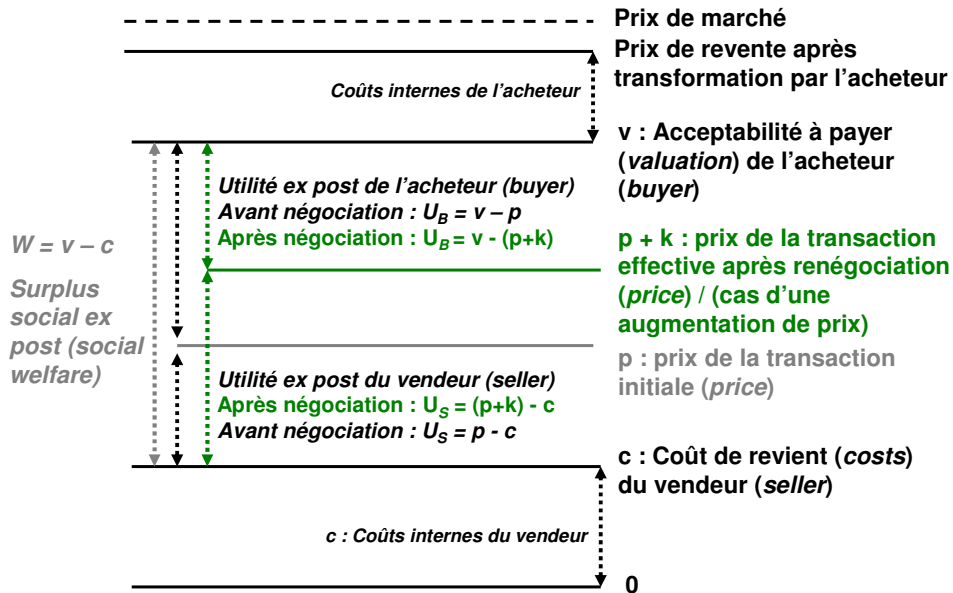 Prix de marché
Prix de revente après
transformation par l'acheteur
Coûts internes de l'acheteur
v : Acceptabilité à payer
(valuation) de l'acheteur
(buyer)
Utilité ex post de l'acheteur (buyer)
Avant négociation : U_B = v – p
Après négociation : U_B = v - (p+k)
W = v – c
Surplus
social ex
post (social
welfare)
p + k : prix de la transaction
effective après renégociation
(price) / (cas d'une
augmentation de prix)
p : prix de la transaction
initiale (price)
Utilité ex post du vendeur (seller)
Après négociation : U_S = (p+k) - c
Avant négociation : U_S = p - c
c : Coût de revient (costs)
du vendeur (seller)
c : Coûts internes du vendeur
0